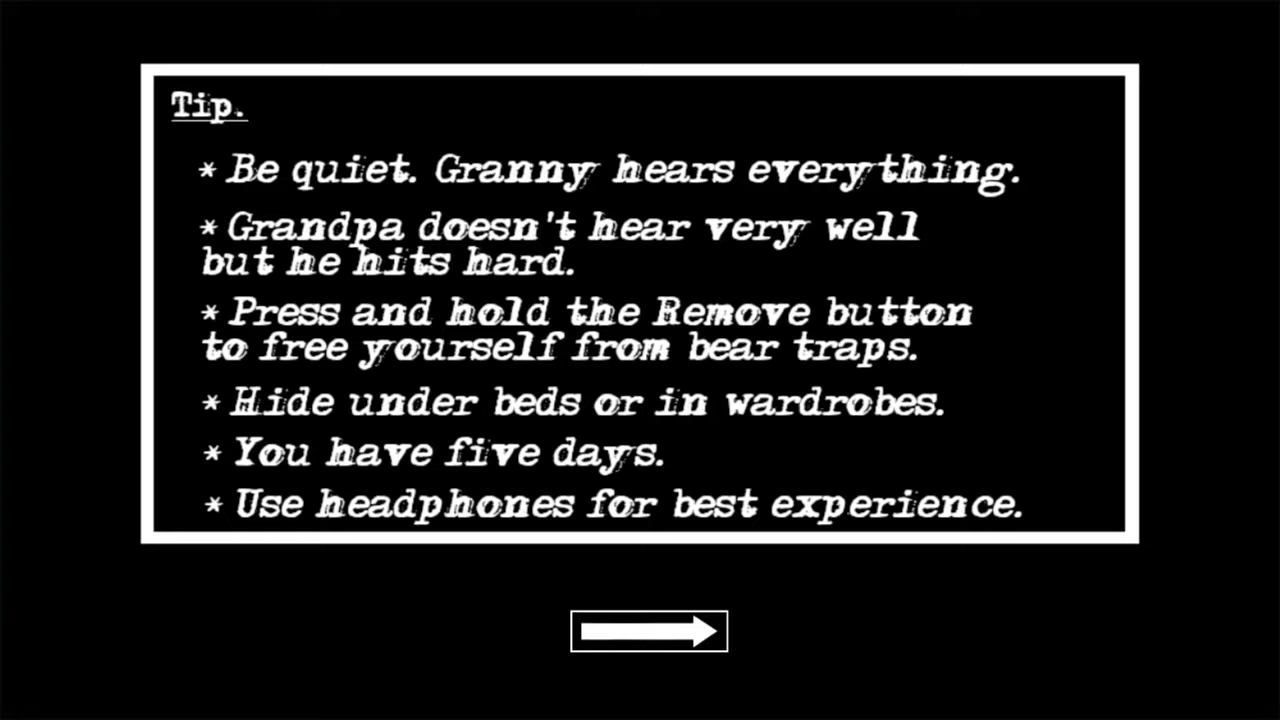 Tip.
* Be quiet. Granny hears everything.
* Grandpa doesn't hear very well
but he hits hard.
* Press and hold the Remove button
to free yourself from bear traps.
* Hide under beds or in wardrobes.
* You have five days.
* Use headphones for best experience.